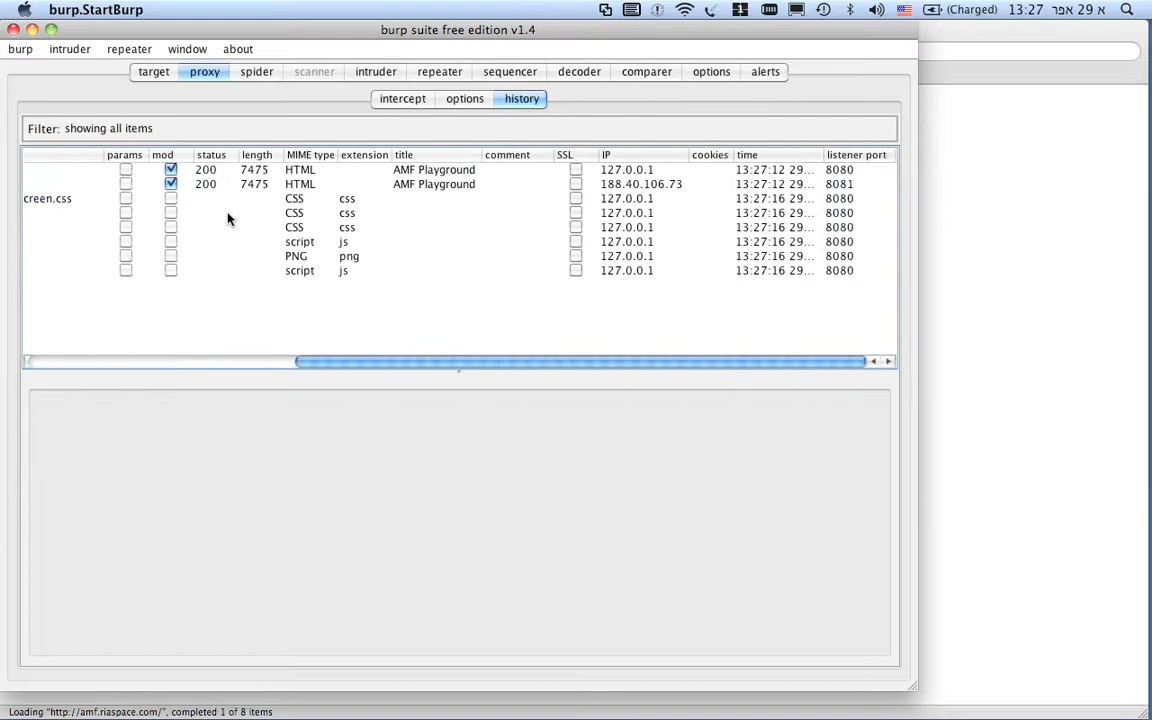 burp.StartBurp (Charged) 13:27 א 29 אפר
burp suite free edition v1.4
burp intruder repeater window about
target proxy spider scanner intruder repeater sequencer decoder comparer options alerts
intercept options history
Filter: showing all items
params mod status length MIME type extension title comment SSL IP cookies time listener port
200 7475 HTML AMF Playground 127.0.0.1 13:27:12 29... 8080
200 7475 HTML AMF Playground 188.40.106.73 13:27:12 29... 8081
creen.css CSS css 127.0.0.1 13:27:16 29... 8080
CSS css 127.0.0.1 13:27:16 29... 8080
CSS css 127.0.0.1 13:27:16 29... 8080
script js 127.0.0.1 13:27:16 29... 8080
PNG png 127.0.0.1 13:27:16 29... 8080
script js 127.0.0.1 13:27:16 29... 8080
Loading "http://amf.riaspace.com/", completed 1 of 8 items